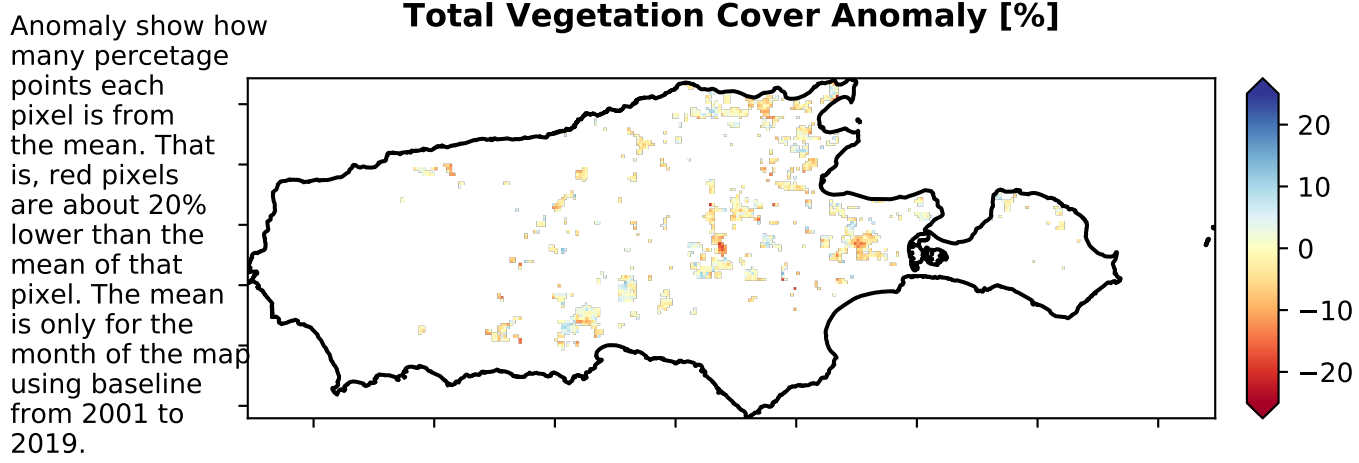 Total Vegetation Cover Anomaly [%]
Anomaly show how
many percetage
points each
pixel is from
the mean. That
is, red pixels
are about 20%
lower than the
mean of that
pixel. The mean
is only for the
month of the map
using baseline
from 2001 to
2019.
20
10
0
−10
−20